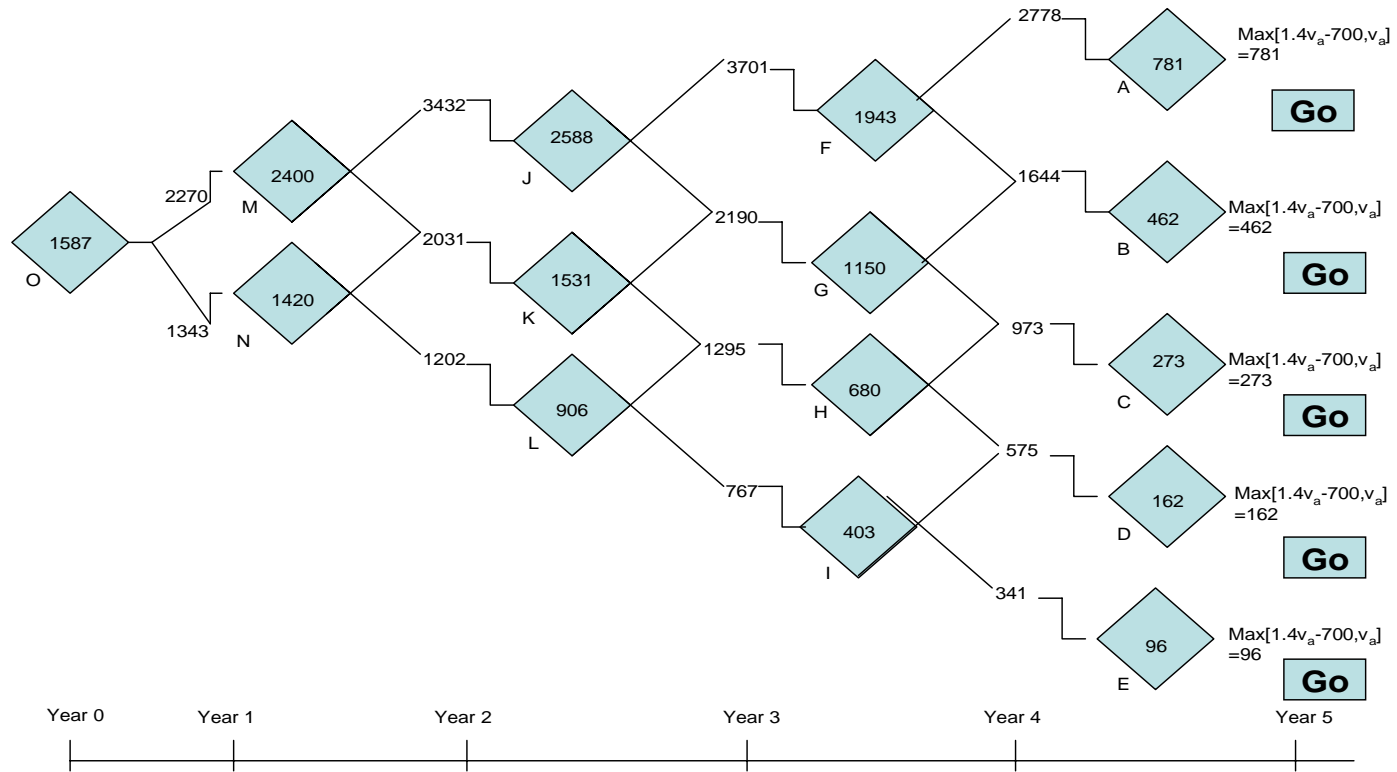 2778
Max[1.4va-700,va]
=781
781
A
Go
3701
1943
F
3432
2588
J
2400
M
2270
1587
O
1644
Max[1.4va-700,va]
=462
462
B
Go
2190
1150
G
2031
1531
K
1420
N
1343
973
Max[1.4va-700,va]
=273
273
C
Go
1295
680
H
1202
906
L
575
Max[1.4va-700,va]
=162
162
D
Go
767
403
I
341
Max[1.4va-700,va]
=96
96
E
Go
Year 0 Year 1 Year 2 Year 3 Year 4 Year 5